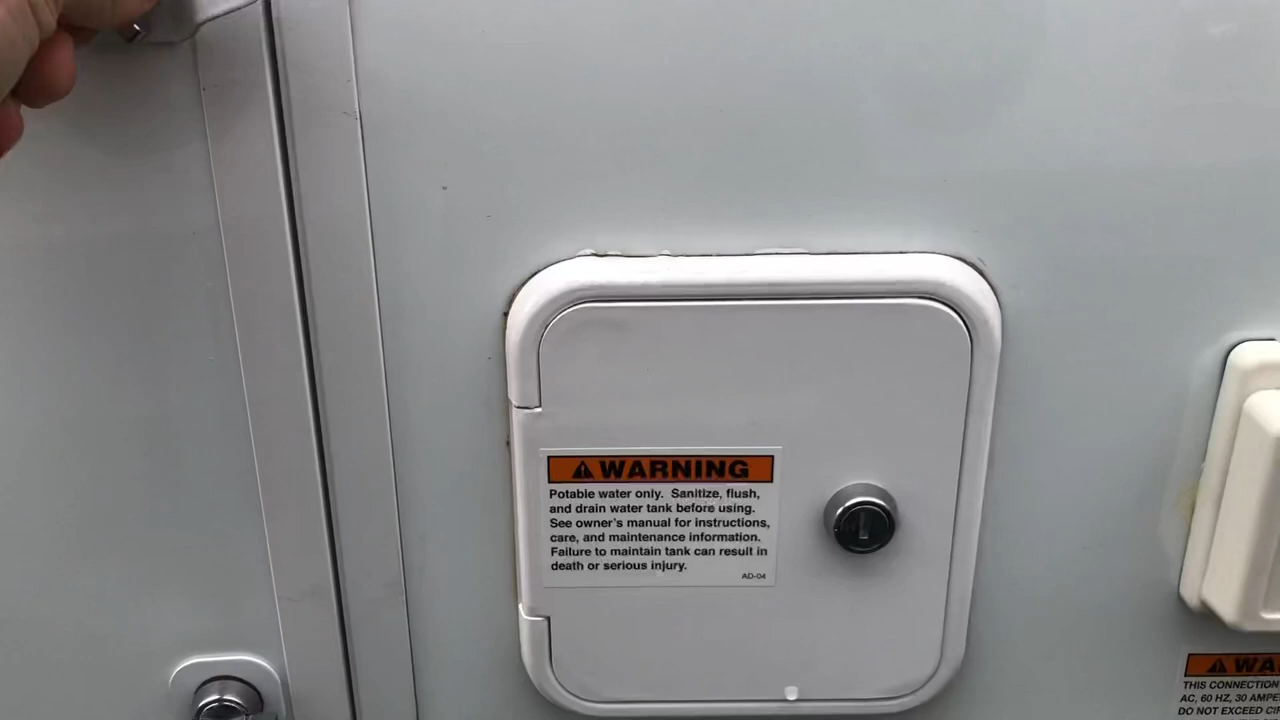 WARNING
Potable water only. Sanitize, flush,
and drain water tank before using.
See owner's manual for instructions,
care, and maintenance information.
Failure to maintain tank can result in
death or serious injury.
AD-04
THIS CONNECTION
AC, 60 HZ, 30
DO NOT EXCEED